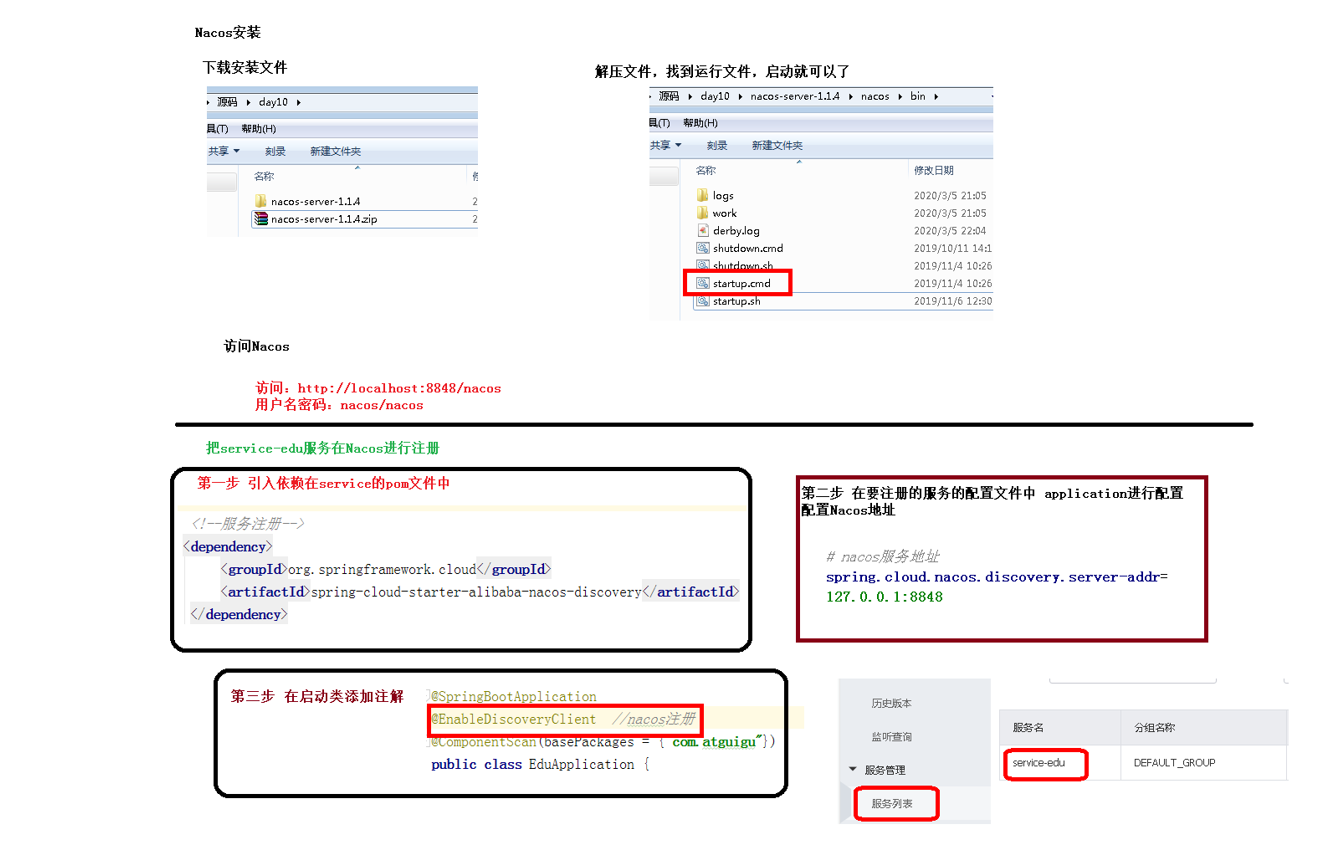 Nacos安装
下载安装文件
源码 day10
具(T) 帮助(H)
共享 刻录 新建文件夹
名称
nacos-server-1.1.4
nacos-server-1.1.4.zip
解压文件，找到运行文件，启动就可以了
源码 day10 nacos-server-1.1.4 nacos bin
具(T) 帮助(H)
共享 刻录 新建文件夹
名称 修改日期
logs 2020/3/5 21:05
work 2020/3/5 21:05
derby.log 2020/3/5 22:04
shutdown.cmd 2019/10/11 14:1
shutdown.sh 2019/11/4 10:26
startup.cmd 2019/11/4 10:26
startup.sh 2019/11/6 12:30
访问Nacos
访问：http://localhost:8848/nacos
用户名密码：nacos/nacos
把service-edu服务在Nacos进行注册
第一步 引入依赖在service的pom文件中
<!--服务注册-->
<dependency>
<groupId>org.springframework.cloud</groupId>
<artifactId>spring-cloud-starter-alibaba-nacos-discovery</artifactId>
</dependency>
第二步 在要注册的服务的配置文件中 application进行配置
配置Nacos地址
# nacos服务地址
spring.cloud.nacos.discovery.server-addr=
127.0.0.1:8848
第三步 在启动类添加注解
@SpringBootApplication
@EnableDiscoveryClient //nacos注册
@ComponentScan(basePackages = {"com.atguigu"})
public class EduApplication {
历史版本
监听查询
服务管理
服务列表
服务名 分组名称
service-edu DEFAULT_GROUP